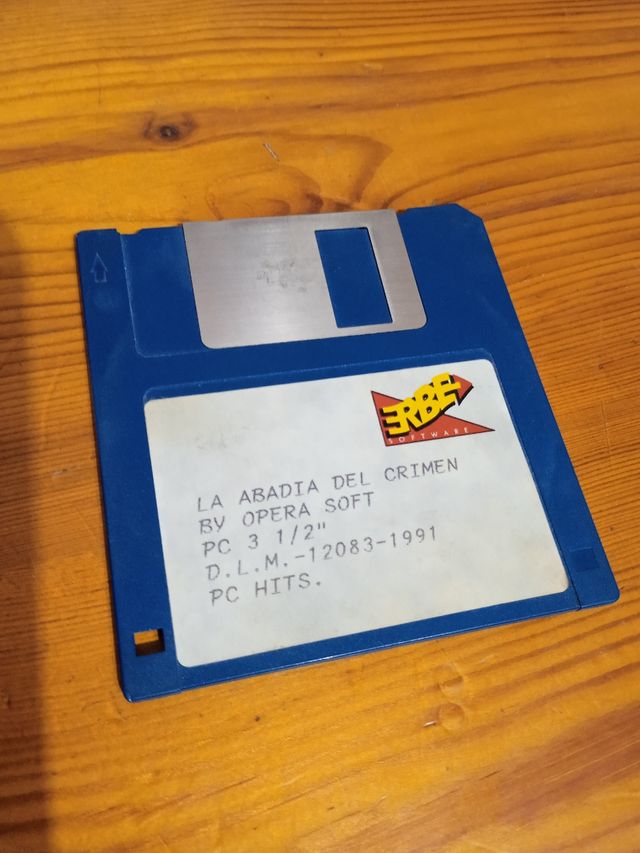 ERBE
SOFTWARE
LA ABADIA DEL CRIMEN
BY OPERA SOFT
PC 3 1/2"
D.L.M.-12083-1991
PC HITS.